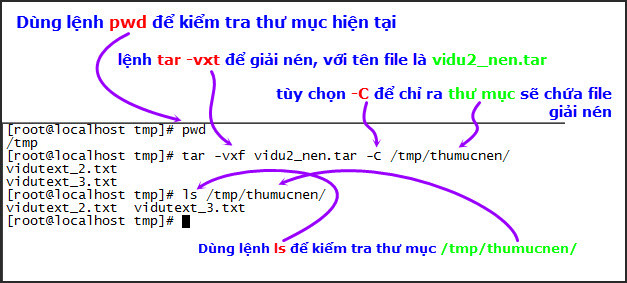 Dùng lệnh pwd để kiểm tra thư mục hiện tại
lệnh tar -vxt để giải nén, với tên file là vidu2_nen.tar
tùy chọn -C để chỉ ra thư mục sẽ chứa file
giải nén
[root@localhost tmp]# pwd
/tmp
[root@localhost tmp]# tar -vxf vidu2_nen.tar -C /tmp/thumucnen/
vidutext_2.txt
vidutext_3.txt
[root@localhost tmp]# ls /tmp/thumucnen/
vidutext_2.txt  vidutext_3.txt
[root@localhost tmp]#
Dùng lệnh ls để kiểm tra thư mục /tmp/thumucnen/